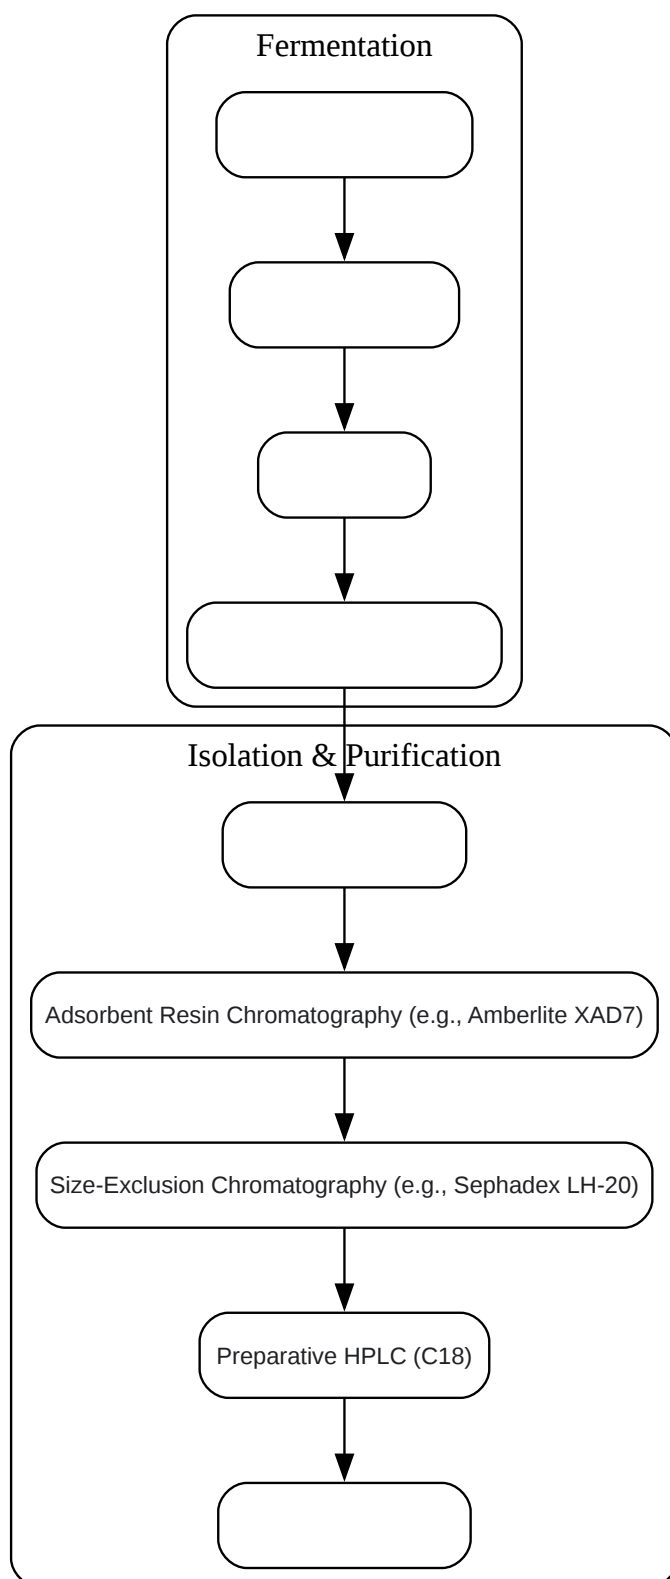 Fermentation
Isolation & Purification
Adsorbent Resin Chromatography (e.g., Amberlite XAD7)
Size-Exclusion Chromatography (e.g., Sephadex LH-20)
Preparative HPLC (C18)